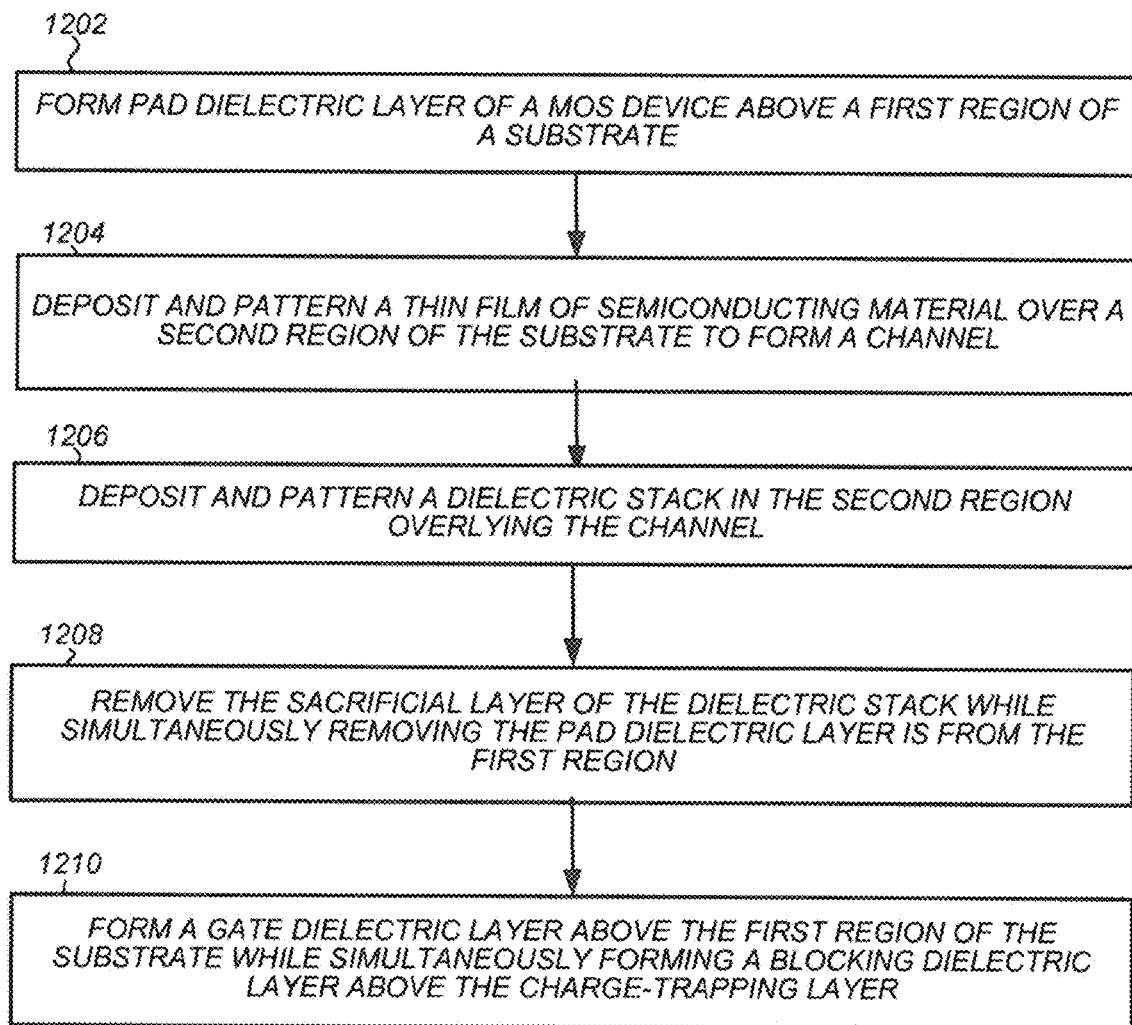 1202
FORM PAD DIELECTRIC LAYER OF A MOS DEVICE ABOVE A FIRST REGION OF
A SUBSTRATE
1204
DEPOSIT AND PATTERN A THIN FILM OF SEMICONDUCTING MATERIAL OVER A
SECOND REGION OF THE SUBSTRATE TO FORM A CHANNEL
1206
DEPOSIT AND PATTERN A DIELECTRIC STACK IN THE SECOND REGION
OVERLYING THE CHANNEL
1208
REMOVE THE SACRIFICIAL LAYER OF THE DIELECTRIC STACK WHILE
SIMULTANEOUSLY REMOVING THE PAD DIELECTRIC LAYER IS FROM THE
FIRST REGION
1210
FORM A GATE DIELECTRIC LAYER ABOVE THE FIRST REGION OF THE
SUBSTRATE WHILE SIMULTANEOUSLY FORMING A BLOCKING DIELECTRIC
LAYER ABOVE THE CHARGE-TRAPPING LAYER